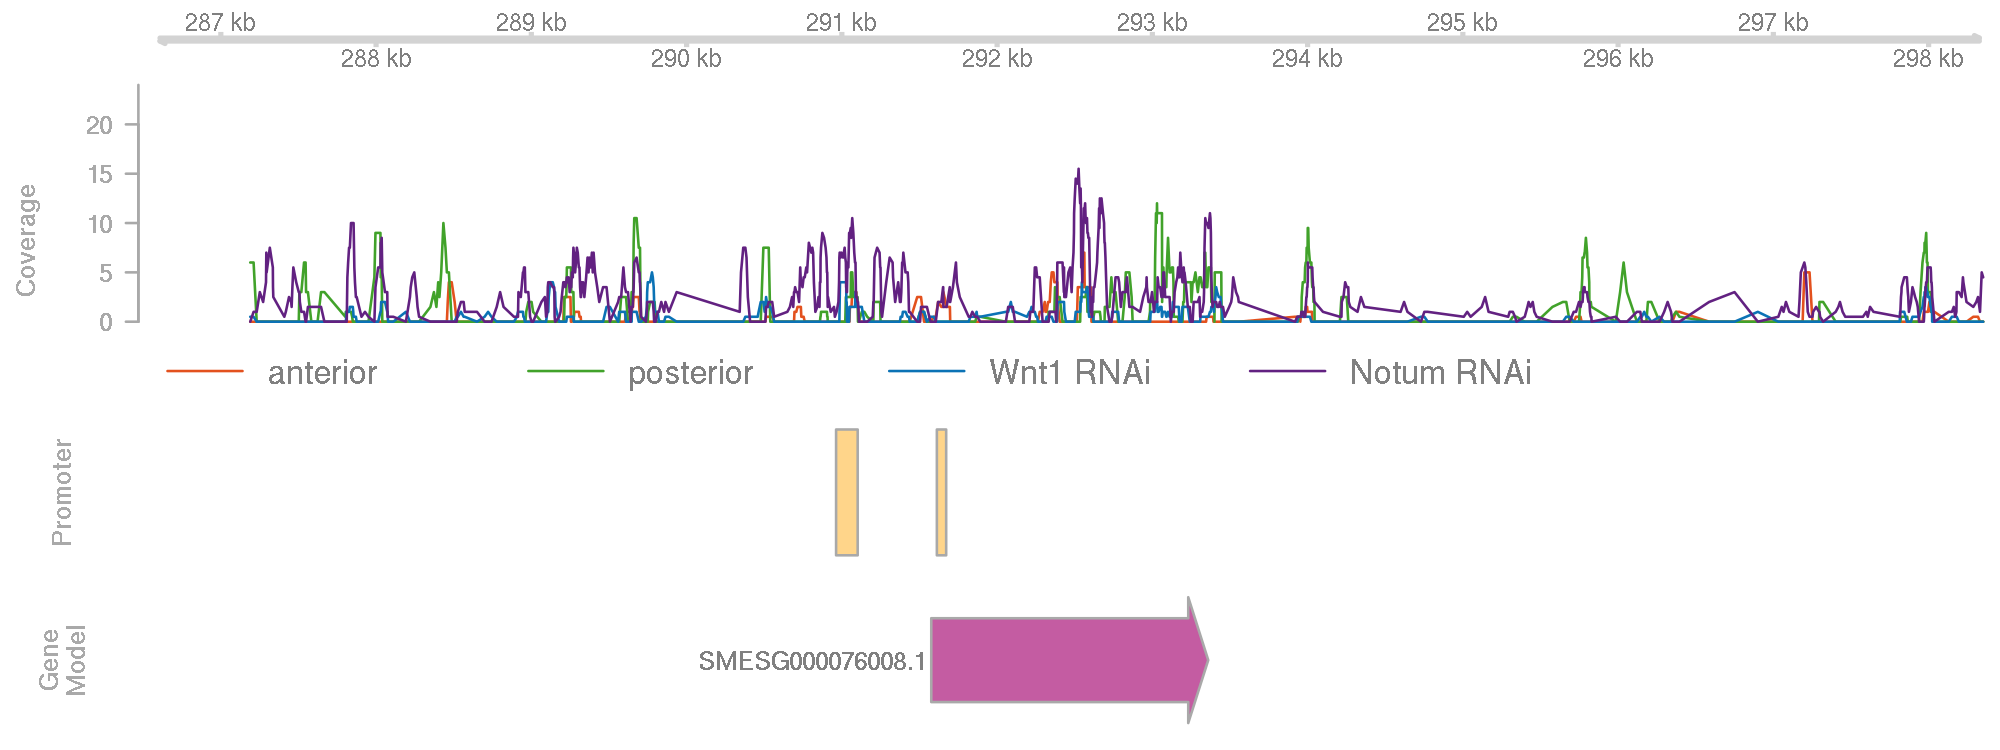 287 kb 289 kb 291 kb 293 kb 295 kb 297 kb
288 kb 290 kb 292 kb 294 kb 296 kb 298 kb
Coverage
20
15
10
5
0
anterior posterior Wnt1 RNAi Notum RNAi
Promoter
Gene
Model
SMESG000076008.1